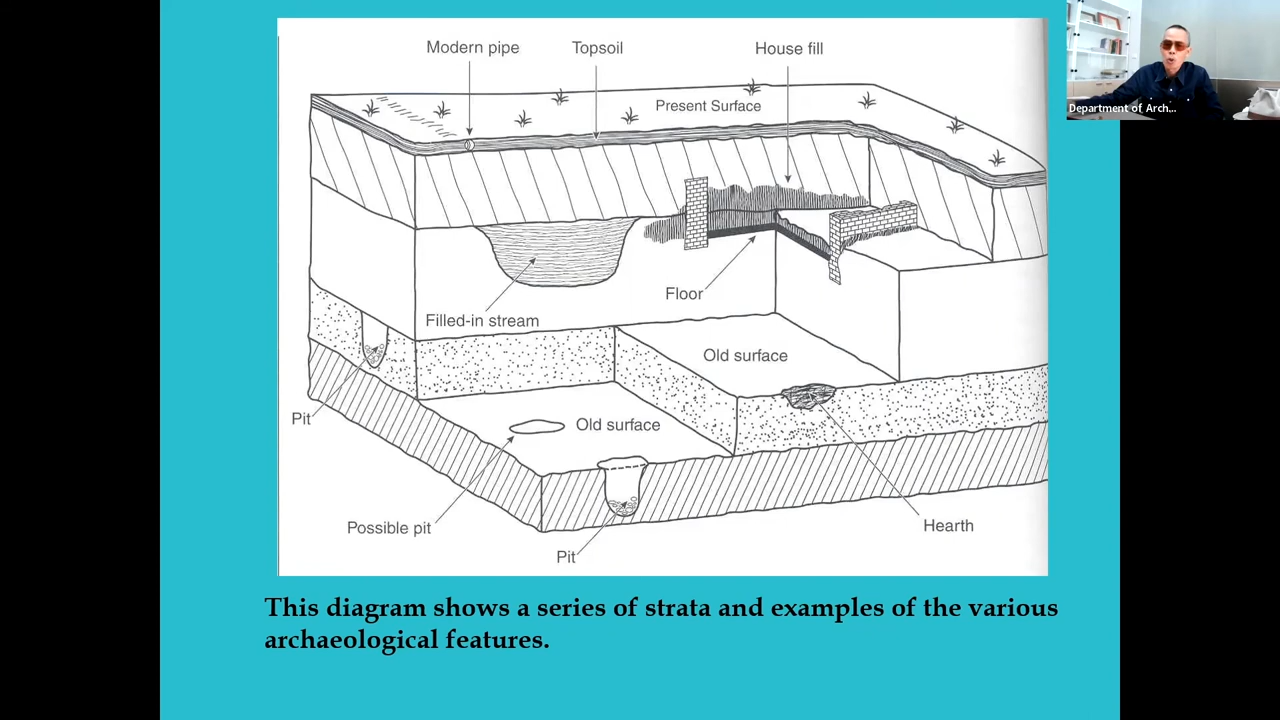 Modern pipe
Topsoil
House fill
Present Surface
Floor
Filled-in stream
Old surface
Pit
Old surface
Possible pit
Hearth
Pit
This diagram shows a series of strata and examples of the various
archaeological features.
Department of Arch...